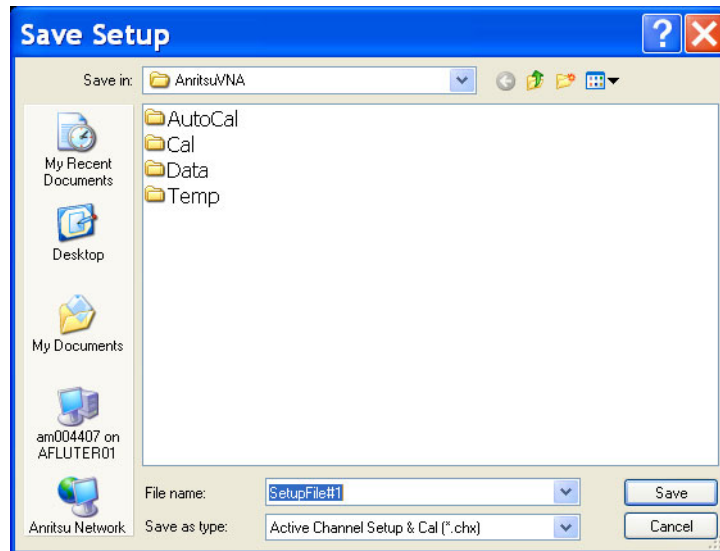 Save Setup
Save in:
AnritsuVNA
AutoCal
Cal
Data
Temp
My Recent
Documents
Desktop
My Documents
am004407 on
AFLUTER01
Anritsu Network
File name:
SetupFile#1
Save
Save as type:
Active Channel Setup & Cal (*.chx)
Cancel